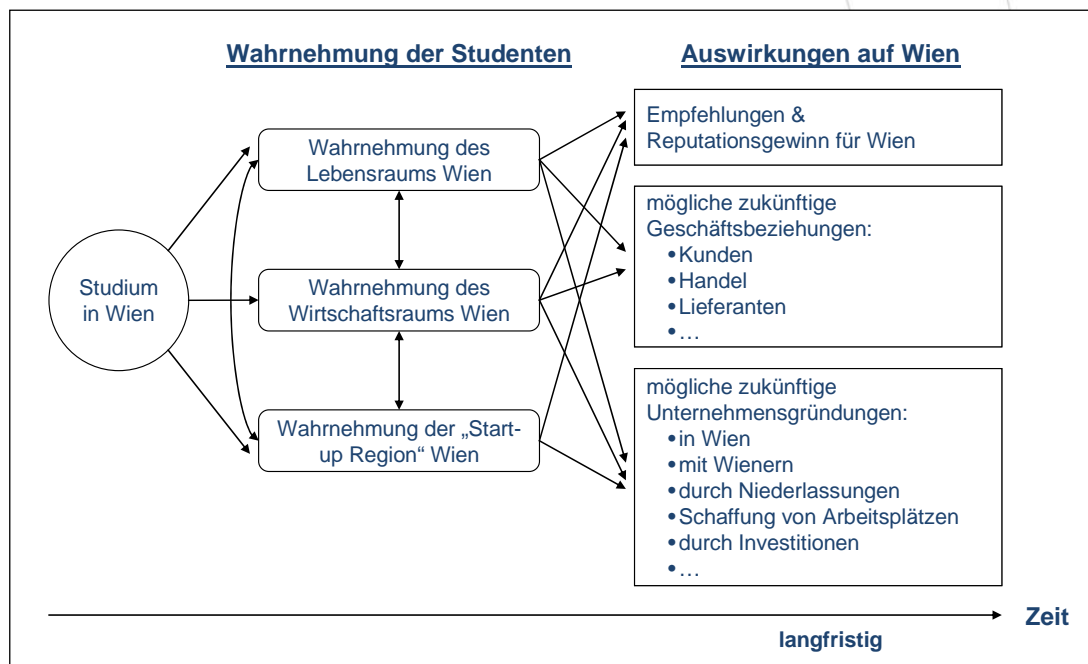 Wahrnehmung der Studenten
Auswirkungen auf Wien
Studium
in Wien
Wahrnehmung des
Lebensraums Wien
Wahrnehmung des
Wirtschaftsraums Wien
Wahrnehmung der „Start-
up Region“ Wien
Empfehlungen &
Reputationsgewinn für Wien
mögliche zukünftige
Geschäftsbeziehungen:
•Kunden
•Handel
•Lieferanten
•…
mögliche zukünftige
Unternehmensgründungen:
•in Wien
•mit Wienern
•durch Niederlassungen
•Schaffung von Arbeitsplätzen
•durch Investitionen
•…
Zeit
langfristig